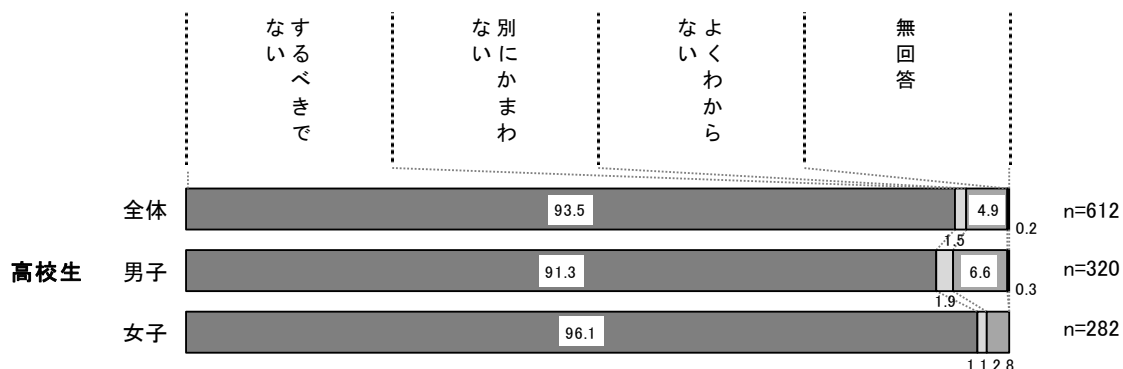 するべきで
ない
別にかまわ
ない
よくわから
ない
無回答
全体
93.5
4.9
n=612
0.2
1.5
高校生
男子
91.3
6.6
n=320
0.3
1.9
女子
96.1
n=282
1.1
2.8